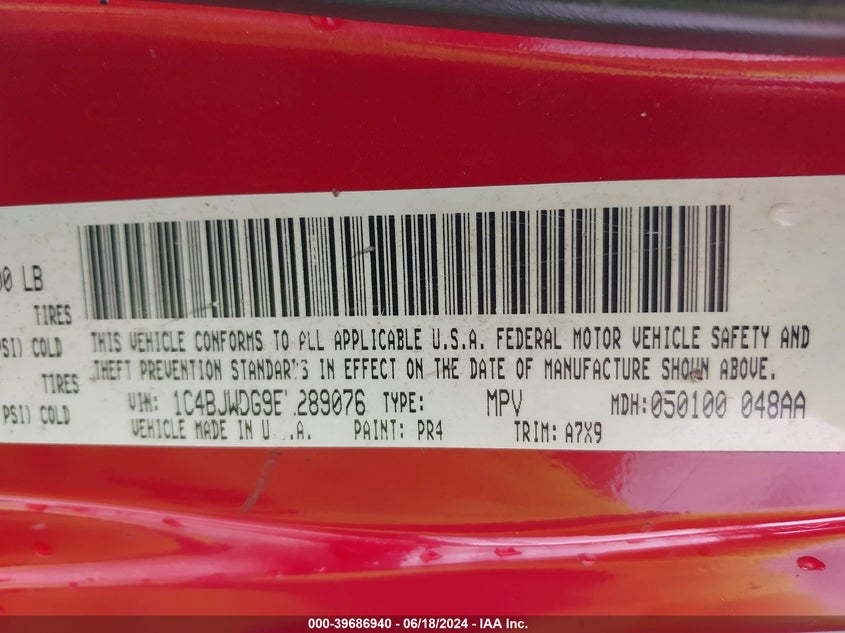 00 LB
TIRES
PSI) COLD
TIRES
PSI) COLD
THIS VEHICLE CONFORMS TO ALL APPLICABLE U.S.A. FEDERAL MOTOR VEHICLE SAFETY AND
THEFT PREVENTION STANDARDS IN EFFECT ON THE DATE OF MANUFACTURE SHOWN ABOVE.
VIN: 1C4BJWDG9E 289076 TYPE: MPV MDH: 050100 048AA
VEHICLE MADE IN U. .A. PAINT: PR4 TRIM: A7X9
000-39686940 - 06/18/2024 - IAA Inc.